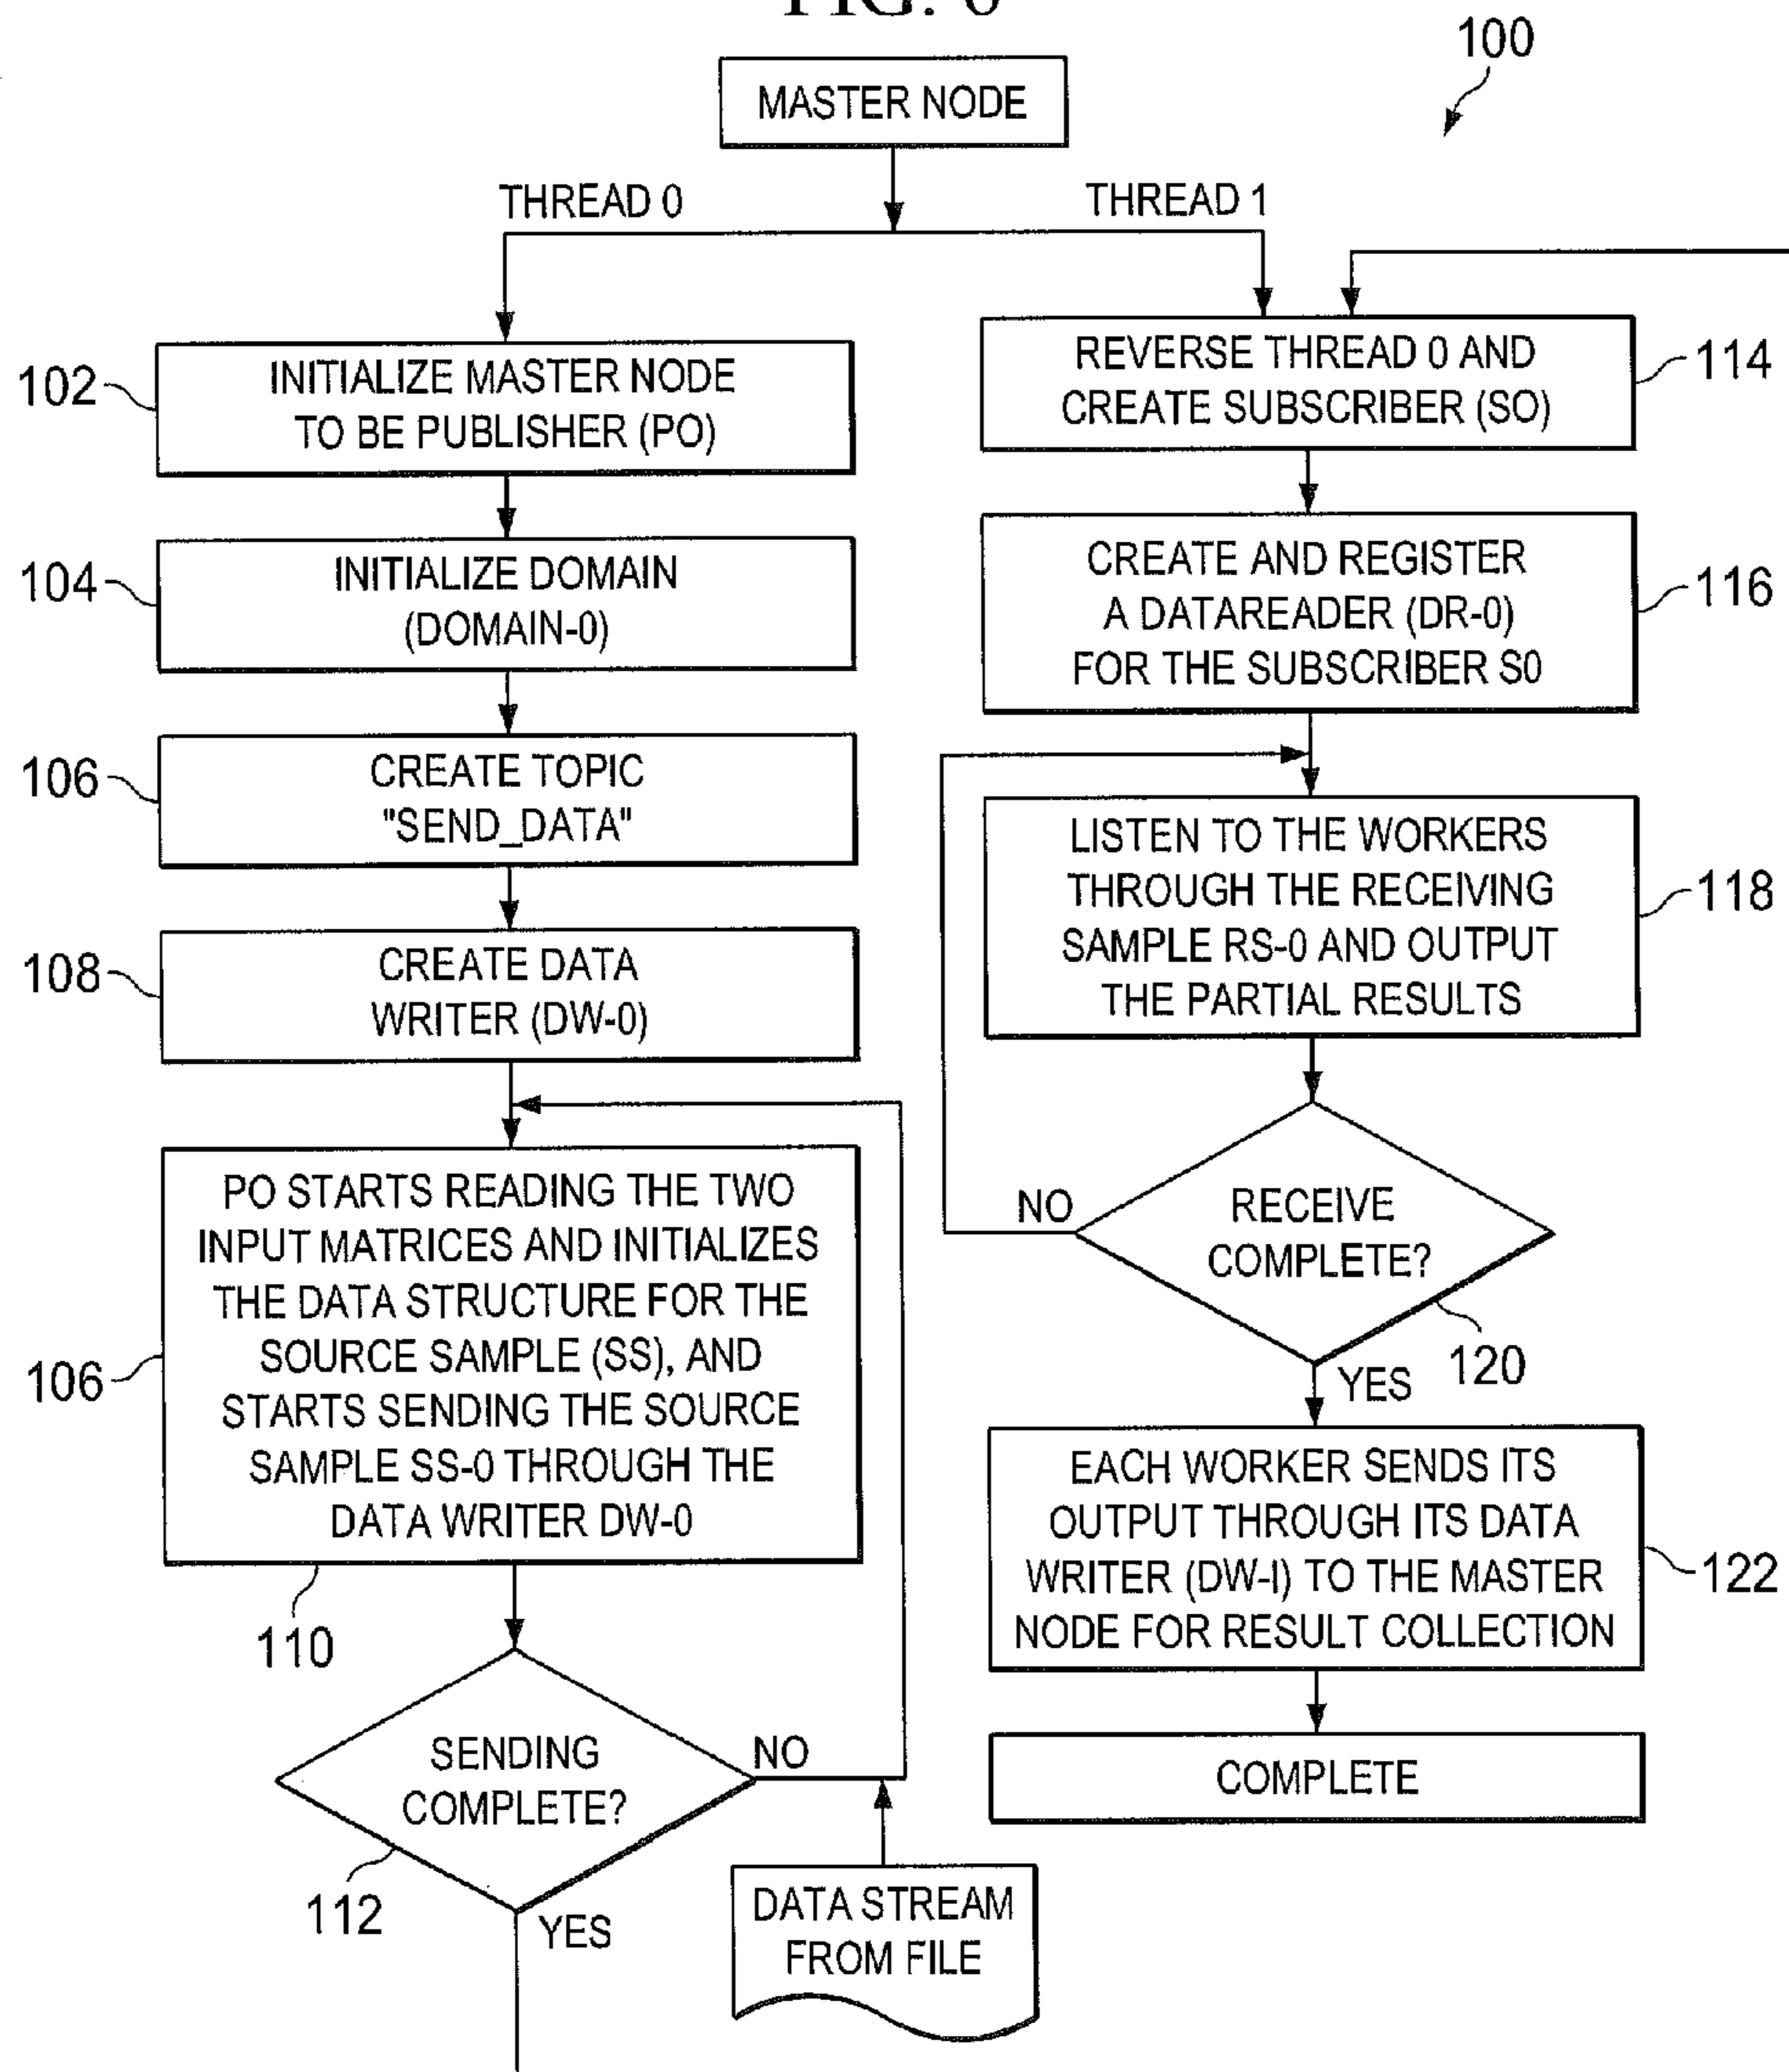 FIG. 6
100
MASTER NODE
THREAD 0
THREAD 1
102
INITIALIZE MASTER NODE
TO BE PUBLISHER (PO)
104
INITIALIZE DOMAIN
(DOMAIN-0)
106
CREATE TOPIC
"SEND_DATA"
108
CREATE DATA
WRITER (DW-0)
106
PO STARTS READING THE TWO
INPUT MATRICES AND INITIALIZES
THE DATA STRUCTURE FOR THE
SOURCE SAMPLE (SS), AND
STARTS SENDING THE SOURCE
SAMPLE SS-0 THROUGH THE
DATA WRITER DW-0
110
SENDING
COMPLETE?
NO
112
YES
DATA STREAM
FROM FILE
REVERSE THREAD 0 AND
CREATE SUBSCRIBER (SO)
114
CREATE AND REGISTER
A DATAREADER (DR-0)
FOR THE SUBSCRIBER S0
116
LISTEN TO THE WORKERS
THROUGH THE RECEIVING
SAMPLE RS-0 AND OUTPUT
THE PARTIAL RESULTS
118
NO
RECEIVE
COMPLETE?
120
YES
EACH WORKER SENDS ITS
OUTPUT THROUGH ITS DATA
WRITER (DW-I) TO THE MASTER
NODE FOR RESULT COLLECTION
122
COMPLETE